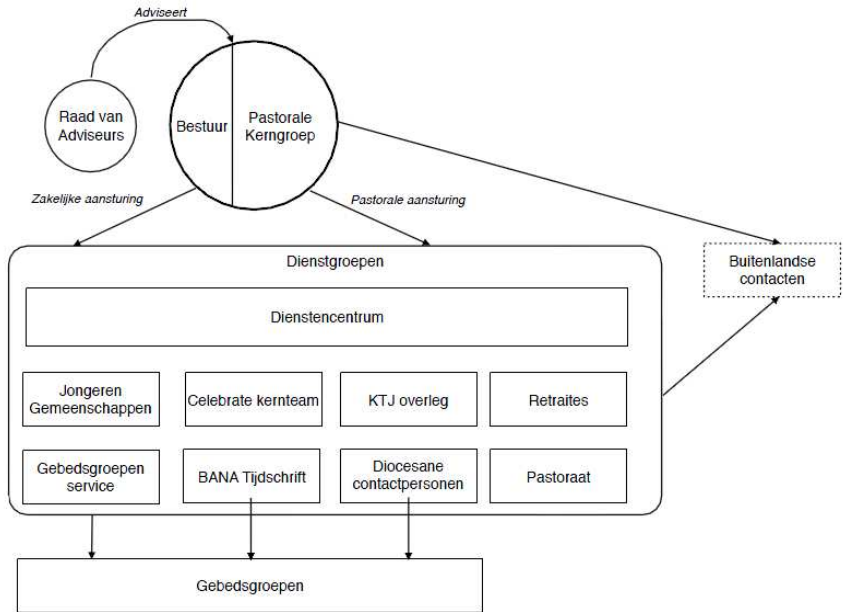 Adviseert
Raad van
Adviseurs
Bestuur
Pastorale
Kerngroep
Zakelijke aansturing
Pastorale aansturing
Buitenlandse
contacten
Dienstgroepen
Dienstencentrum
Jongeren
Gemeenschappen
Celebrate kernteam
KTJ overleg
Retraites
Gebedsgroepen
service
BANA Tijdschrift
Diocesane
contactpersonen
Pastoraat
Gebedsgroepen